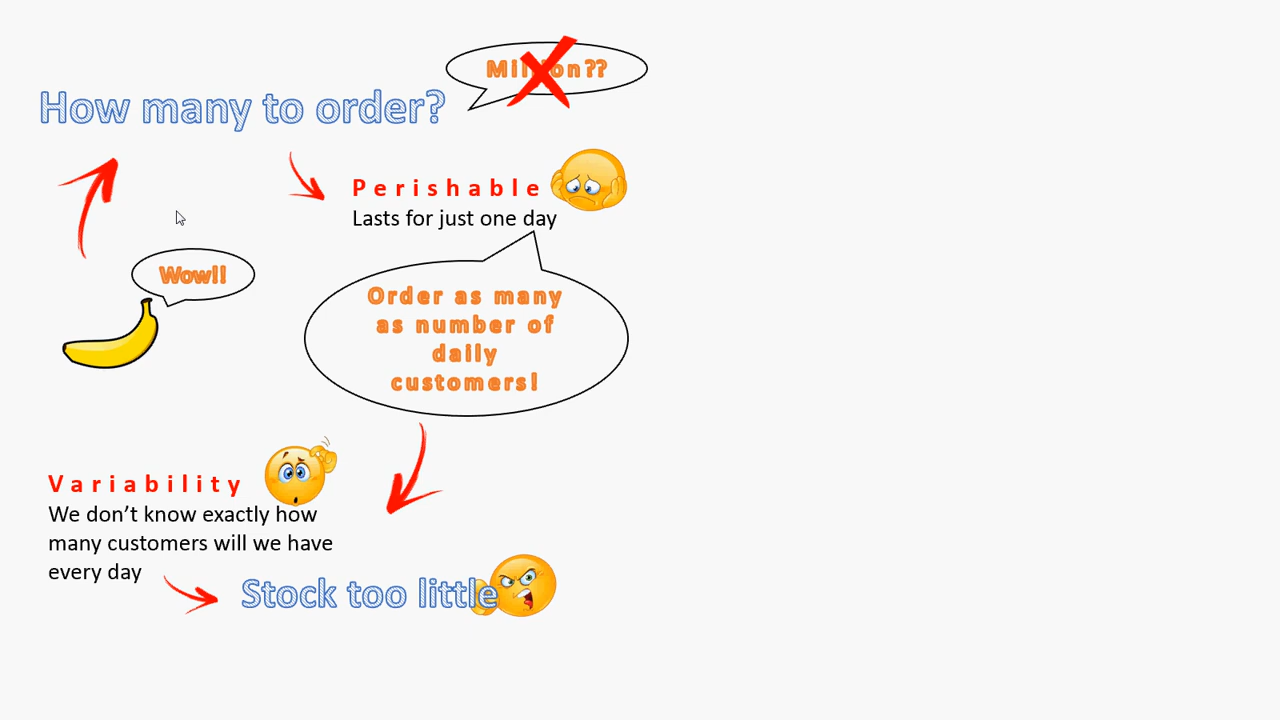 Million??
How many to order?
Perishable
Lasts for just one day
Wow!!
Order as many
as number of
daily
customers!
Variability
We don’t know exactly how
many customers will we have
every day
Stock too little